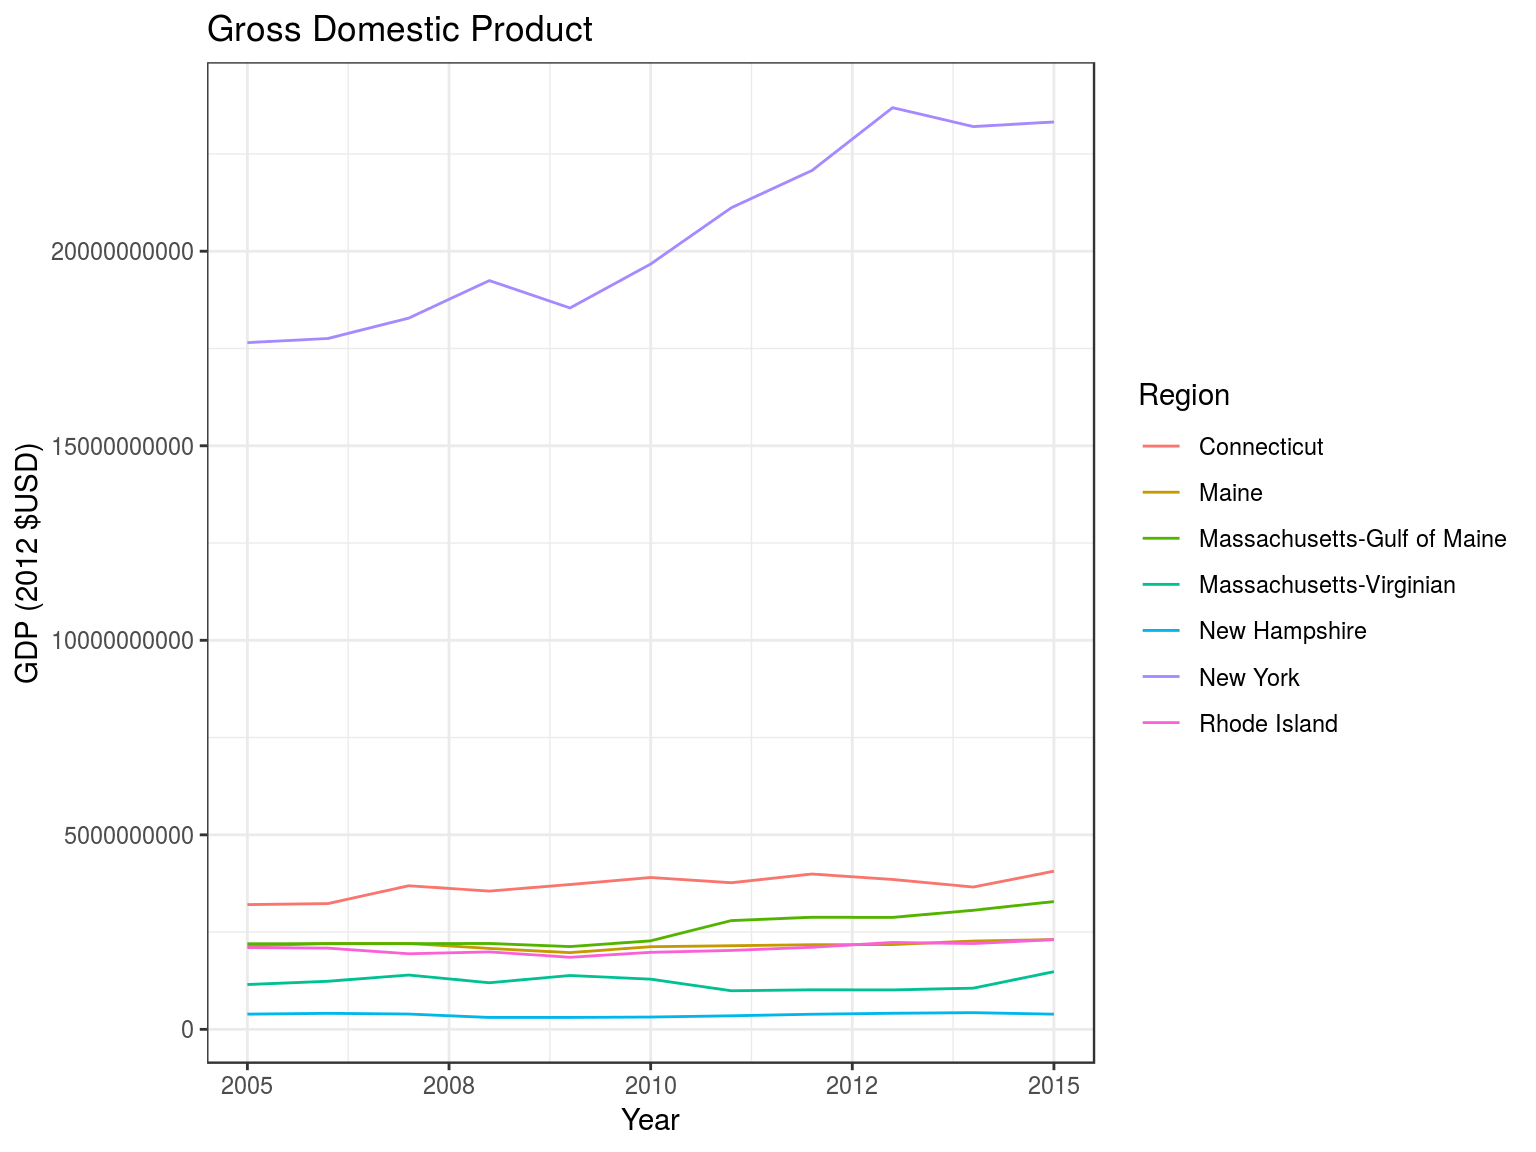 Gross Domestic Product
GDP (2012 $USD)
20000000000
15000000000
10000000000
5000000000
0
2005 2008 2010 2012 2015
Year
Region
Connecticut
Maine
Massachusetts-Gulf of Maine
Massachusetts-Virginian
New Hampshire
New York
Rhode Island